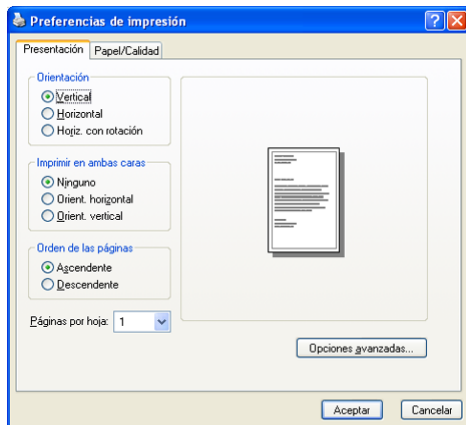 Preferencias de impresión
Presentación Papel/Calidad
Orientación
Vertical
Horizontal
Horiz. con rotación
Imprimir en ambas caras
Ninguno
Orient. horizontal
Orient. vertical
Orden de las páginas
Ascendente
Descendente
Páginas por hoja: 1
Opciones avanzadas...
Aceptar Cancelar